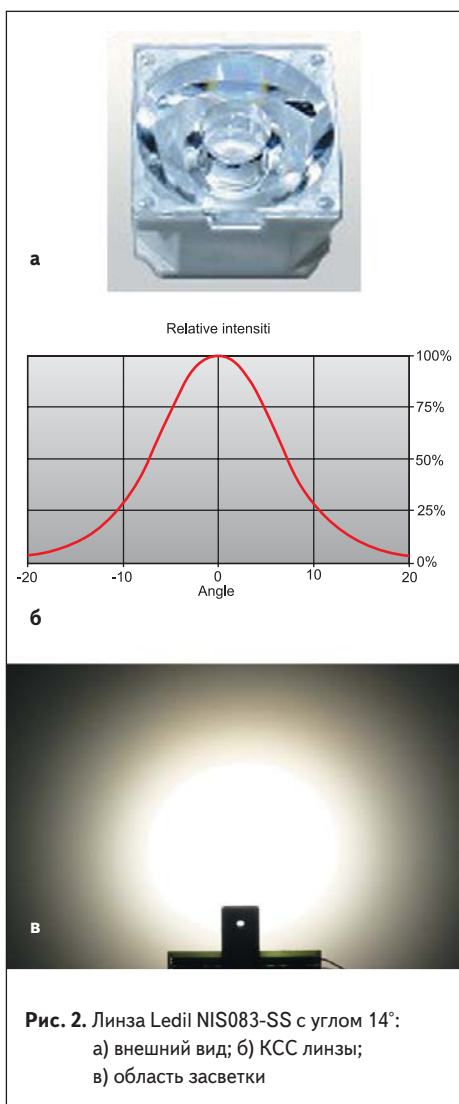 а
Relative intensiti
100%
75%
50%
25%
0%
-20 -10 0 10 20
Angle
б
в
Рис. 2. Линза Ledil NIS083-SS с углом 14°:
а) внешний вид; б) КСС линзы;
в) область засветки